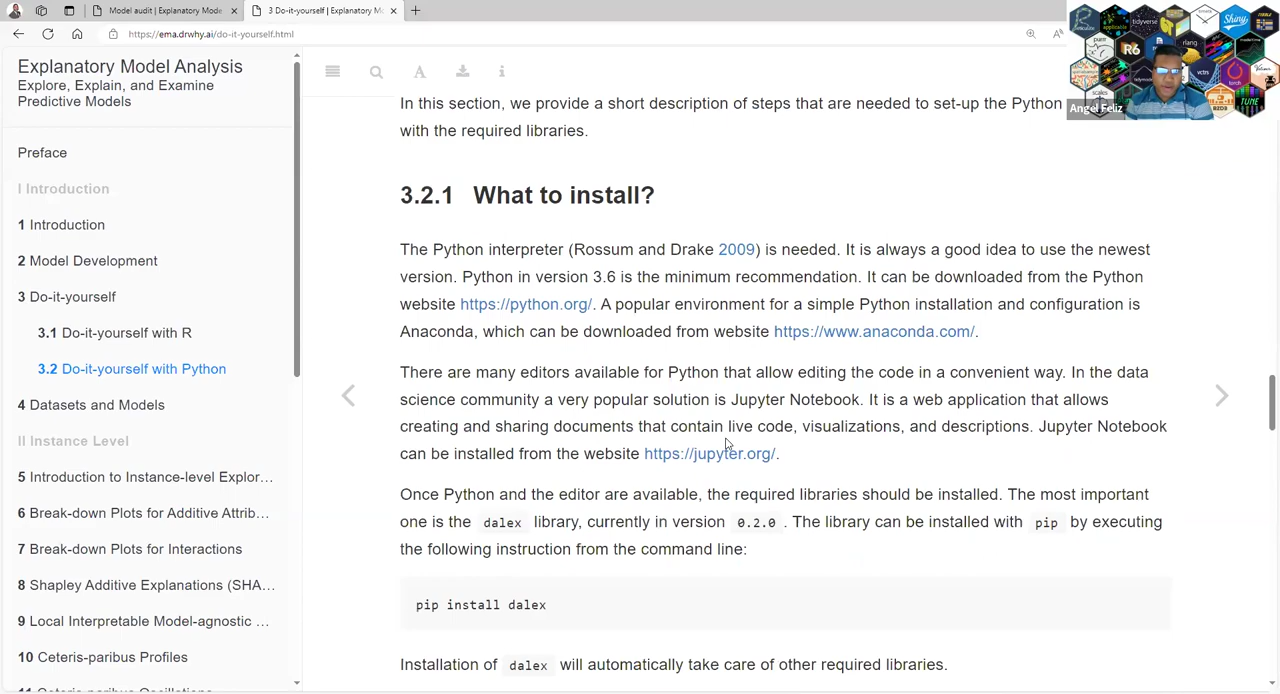 Model audit | Explanatory Mode
3 Do-it-yourself | Explanatory M
https://ema.drwhy.ai/do-it-yourself.html
Angel Feliz
Explanatory Model Analysis
Explore, Explain, and Examine
Predictive Models
Preface
I Introduction
1 Introduction
2 Model Development
3 Do-it-yourself
3.1 Do-it-yourself with R
3.2 Do-it-yourself with Python
4 Datasets and Models
II Instance Level
5 Introduction to Instance-level Explor...
6 Break-down Plots for Additive Attrib...
7 Break-down Plots for Interactions
8 Shapley Additive Explanations (SHA...
9 Local Interpretable Model-agnostic ...
10 Ceteris-paribus Profiles
11 Ceteris-paribus Oscillations
In this section, we provide a short description of steps that are needed to set-up the Python
with the required libraries.
3.2.1 What to install?
The Python interpreter (Rossum and Drake 2009) is needed. It is always a good idea to use the newest
version. Python in version 3.6 is the minimum recommendation. It can be downloaded from the Python
website https://python.org/. A popular environment for a simple Python installation and configuration is
Anaconda, which can be downloaded from website https://www.anaconda.com/.
There are many editors available for Python that allow editing the code in a convenient way. In the data
science community a very popular solution is Jupyter Notebook. It is a web application that allows
creating and sharing documents that contain live code, visualizations, and descriptions. Jupyter Notebook
can be installed from the website https://jupyter.org/.
Once Python and the editor are available, the required libraries should be installed. The most important
one is the dalex library, currently in version 0.2.0 . The library can be installed with pip by executing
the following instruction from the command line:
pip install dalex
Installation of dalex will automatically take care of other required libraries.
tidyverse
Shiny
purrr
R6
rlang
vctrs
torch
scales
TUNE